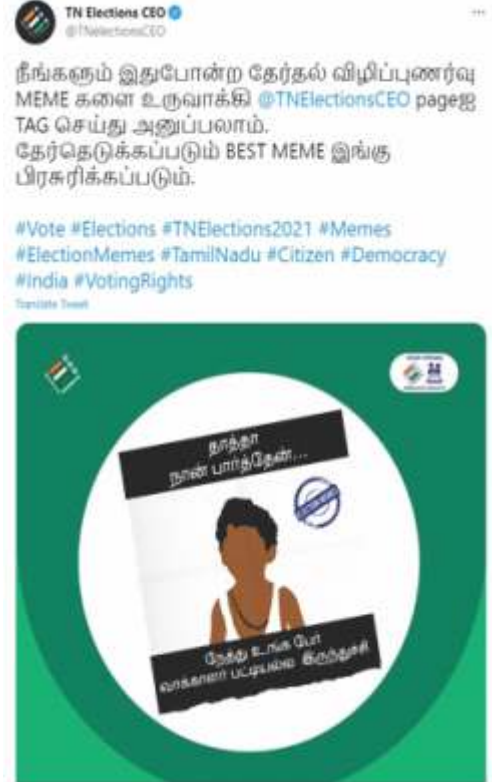 TN Elections CEO
@TNelectionsCEO
நீங்களும் இதுபோன்ற தேர்தல் விழிப்புணர்வு
MEME களை உருவாக்கி @TNElectionsCEO pageஐ
TAG செய்து அனுப்பலாம்.
தேர்தெடுக்கப்படும் BEST MEME இங்கு
பிரசுரிக்கப்படும்.
#Vote #Elections #TNElections2021 #Memes
#ElectionMemes #TamilNadu #Citizen #Democracy
#India #VotingRights
Translate Tweet
தாத்தா
நான் பார்த்தேன்...
நேத்து உங்க பேர்
வாக்காளர் பட்டியல்ல இருந்துச்சி